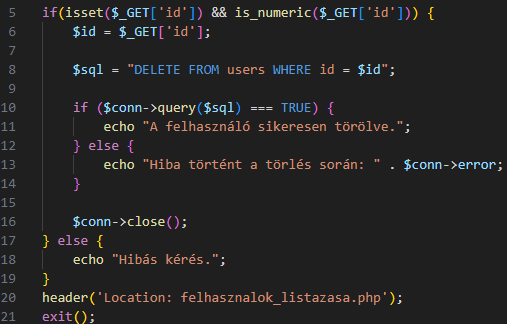 5 if(isset($_GET['id']) && is_numeric($_GET['id'])) {
6 $id = $_GET['id'];
7
8 $sql = "DELETE FROM users WHERE id = $id";
9
10 if ($conn->query($sql) === TRUE) {
11 echo "A felhasználó sikeresen törölve.";
12 } else {
13 echo "Hiba történt a törlés során: " . $conn->error;
14 }
15
16 $conn->close();
17 } else {
18 echo "Hibás kérés.";
19 }
20 header('Location: felhasznalok_listazasa.php');
21 exit();